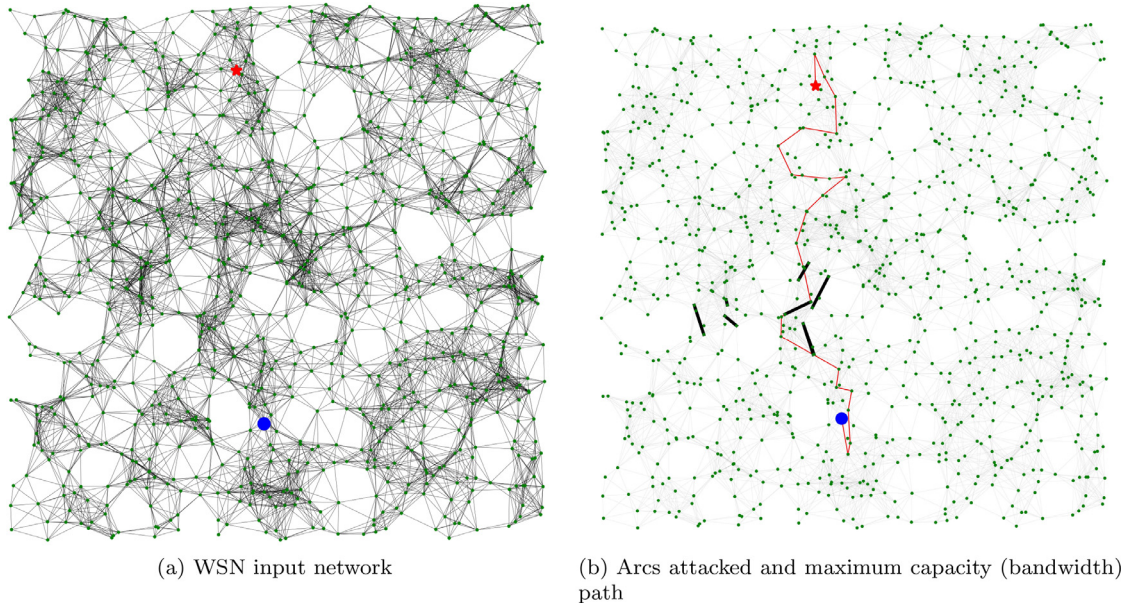 (a) WSN input network
(b) Arcs attacked and maximum capacity (bandwidth)
path